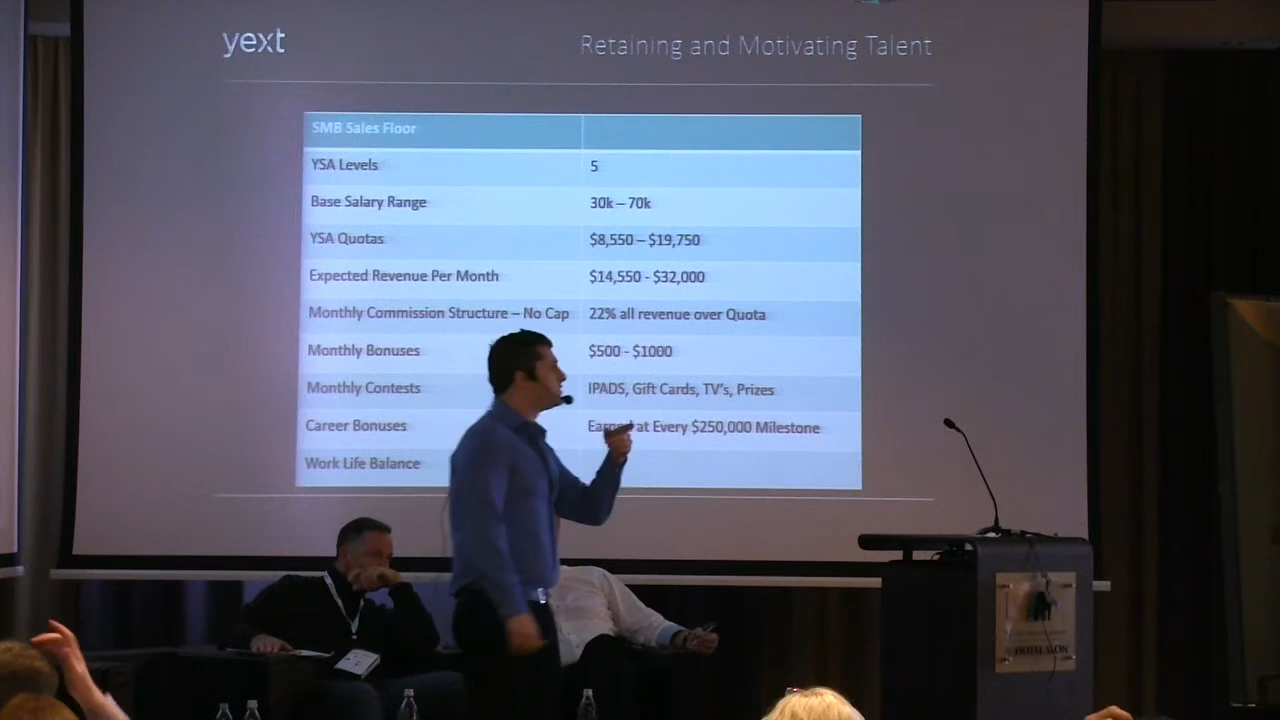 yext
Retaining and Motivating Talent
SMB Sales Floor
YSA Levels 5
Base Salary Range 30k – 70k
YSA Quotas $8,550 – $19,750
Expected Revenue Per Month $14,550 - $32,000
Monthly Commission Structure – No Cap 22% all revenue over Quota
Monthly Bonuses $500 - $1000
Monthly Contests IPADS, Gift Cards, TV's, Prizes
Career Bonuses Earned at Every $250,000 Milestone
Work Life Balance